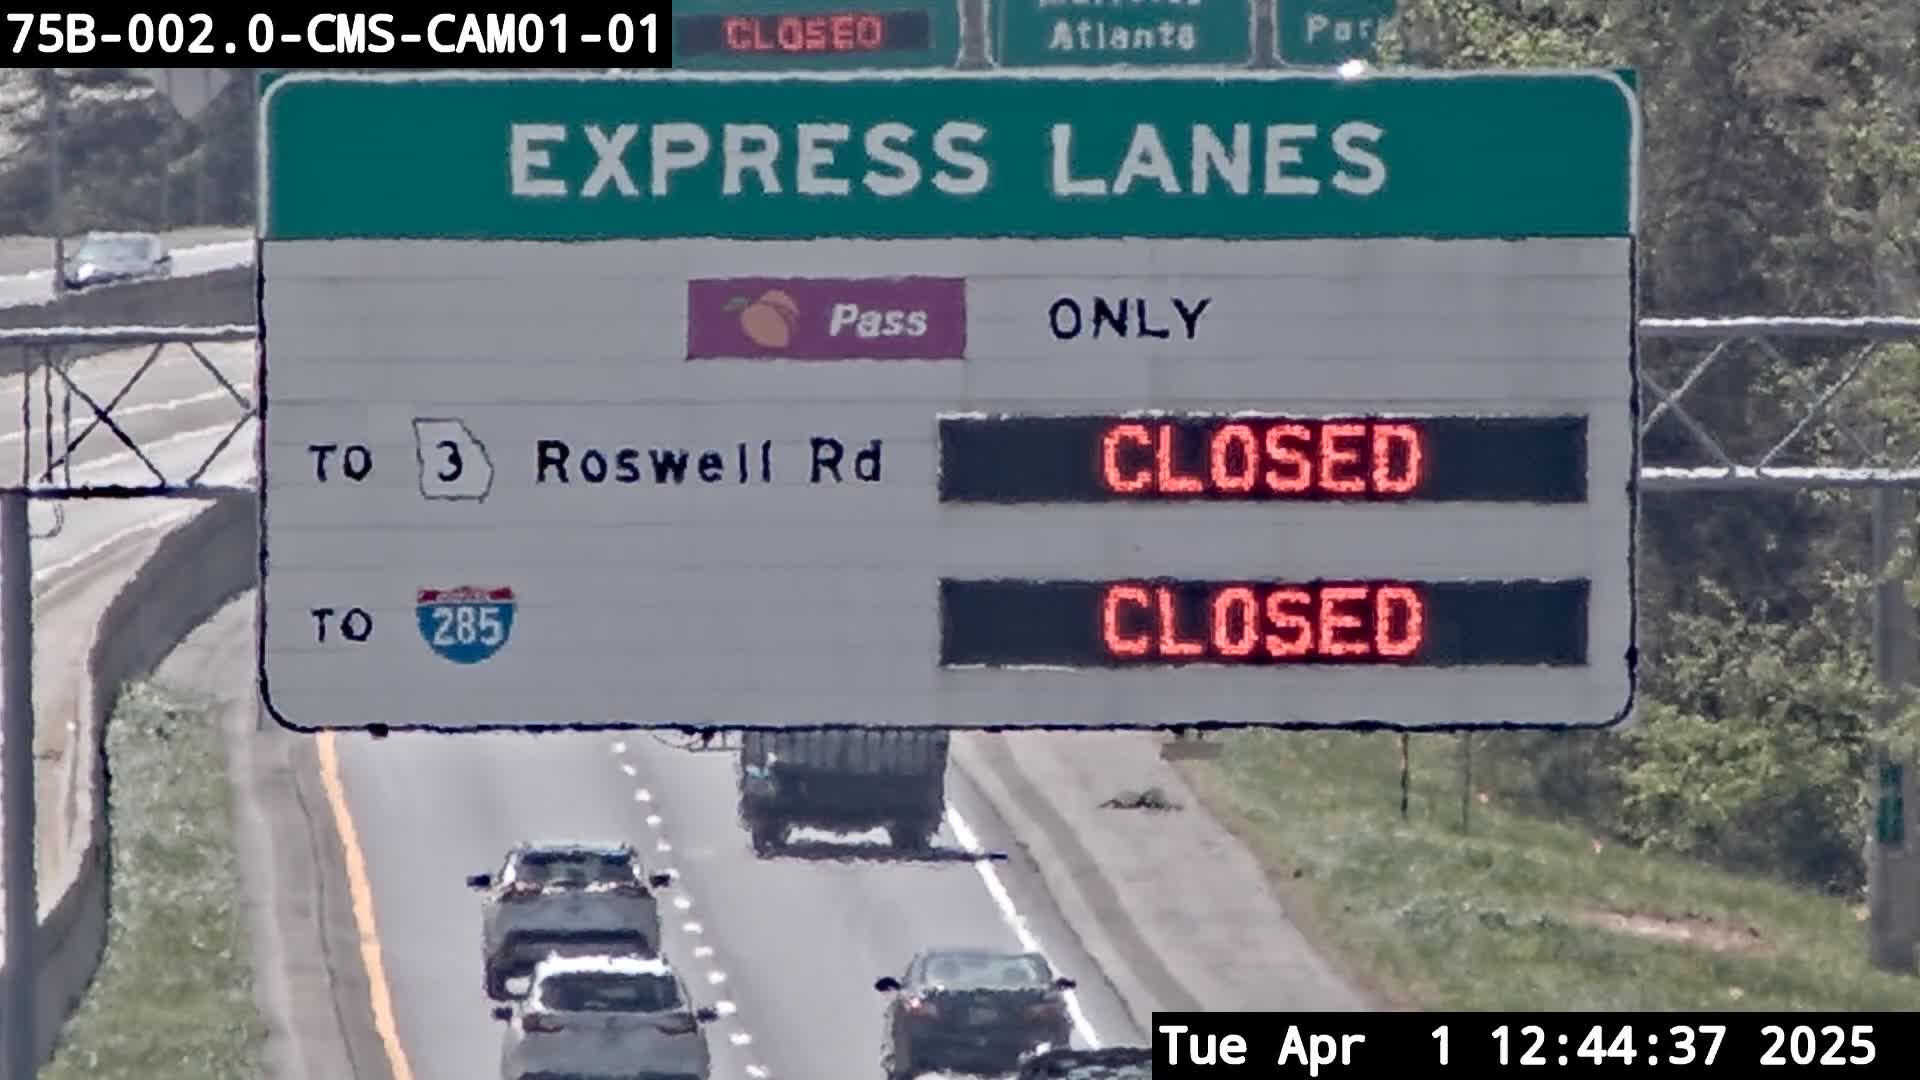 75B-002.0-CMS-CAM01-01
CLOSED
Atlanta
EXPRESS LANES
Pass ONLY
TO 3 Roswell Rd CLOSED
TO 285 CLOSED
Tue Apr 1 12:44:37 2025